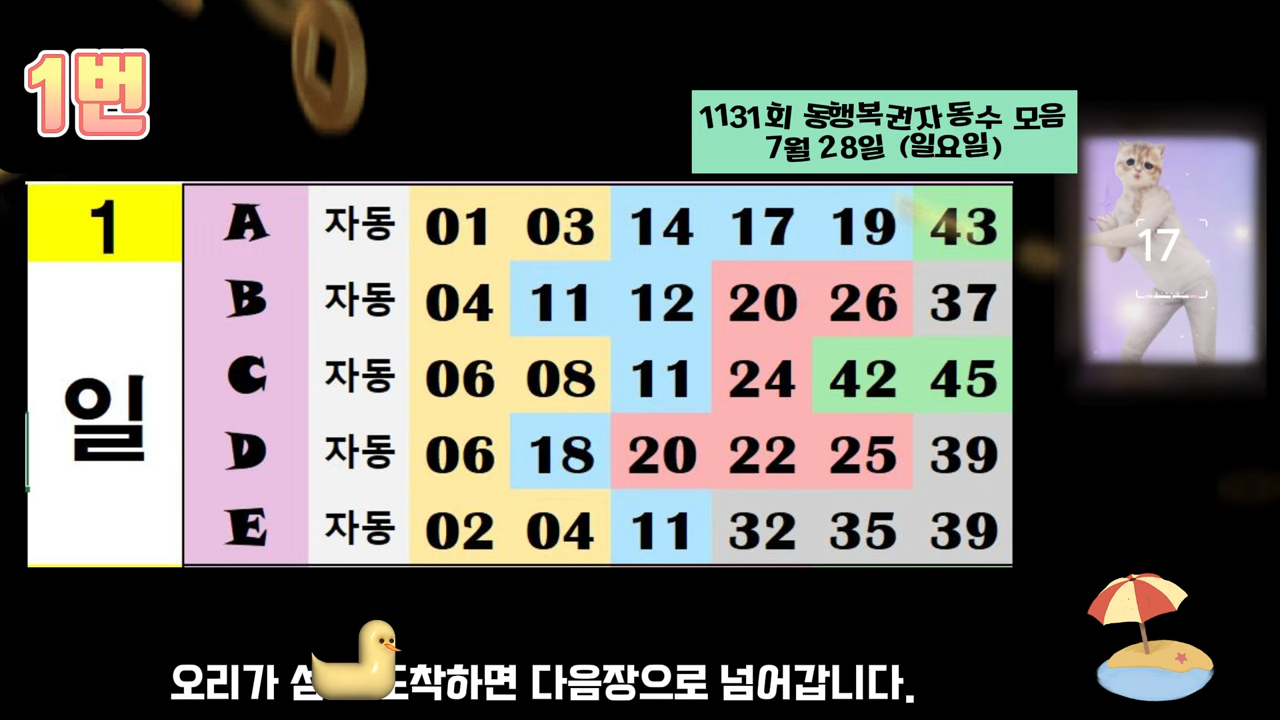 1번
1131회 동행복권자동수 모음
7월 28일 (일요일)
17
1
일
A 자동 01 03 14 17 19 43
B 자동 04 11 12 20 26 37
C 자동 06 08 11 24 42 45
D 자동 06 18 20 22 25 39
E 자동 02 04 11 32 35 39
오리가 도착하면 다음장으로 넘어갑니다.